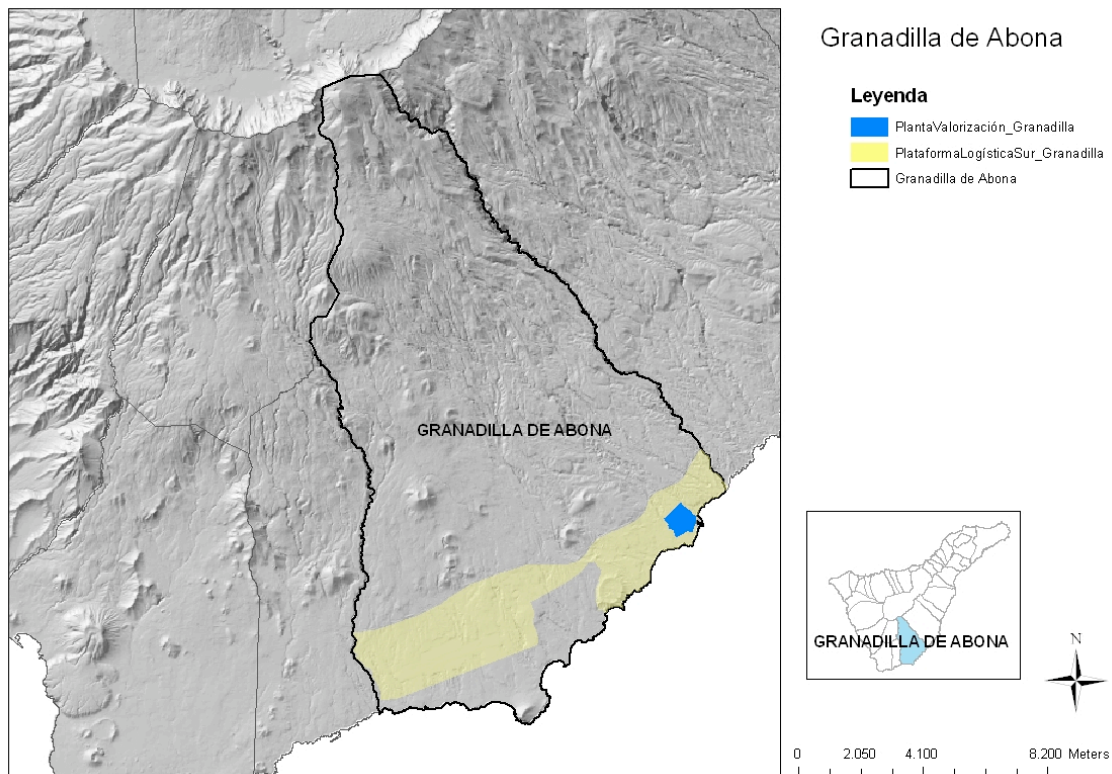 Granadilla de Abona
Leyenda
PlantaValorización_Granadilla
PlataformaLogísticaSur_Granadilla
Granadilla de Abona
GRANADILLA DE ABONA
GRANADILLA DE ABONA
N
0 2.050 4.100 8.200 Meters